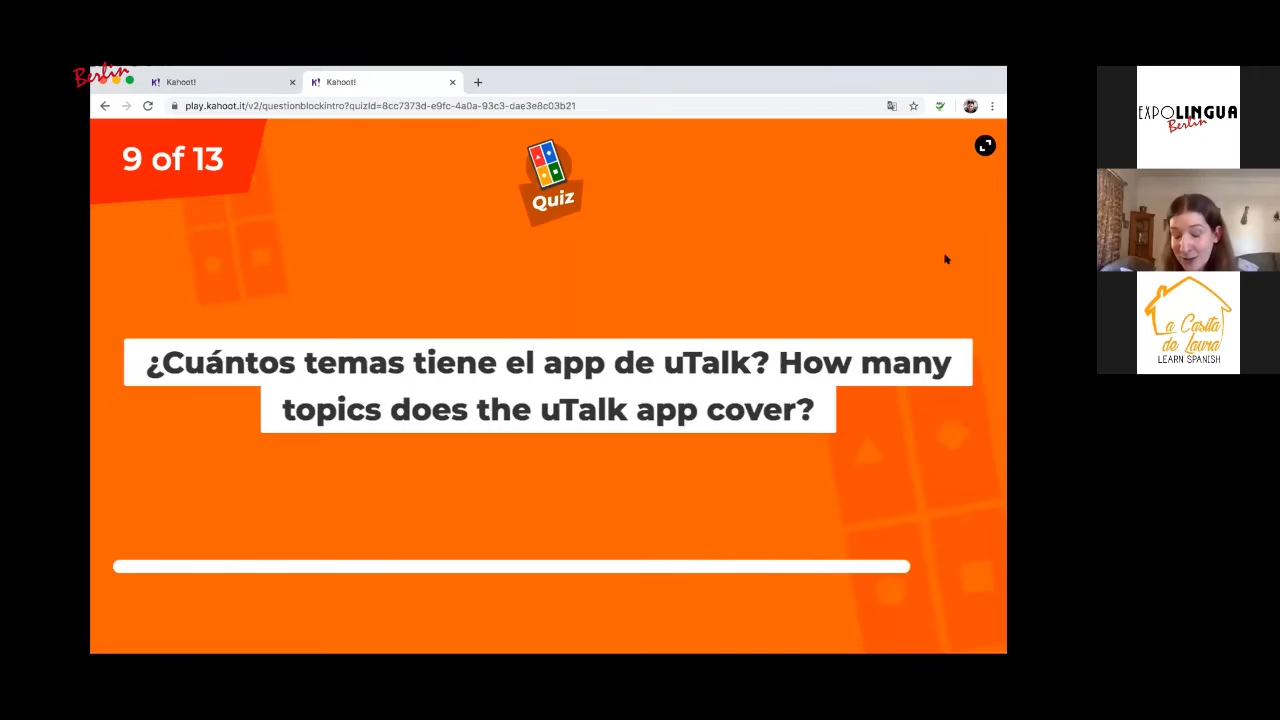 Berlin
Kahoot!
Kahoot!
play.kahoot.it/v2/questionblockintro?quizId=8cc7373d-e9fc-4a0a-93c3-dae3e8c03b21
9 of 13
Quiz
¿Cuántos temas tiene el app de uTalk? How many
topics does the uTalk app cover?
EXPOLINGUA
Berlin
La Casita
de Laura
LEARN SPANISH